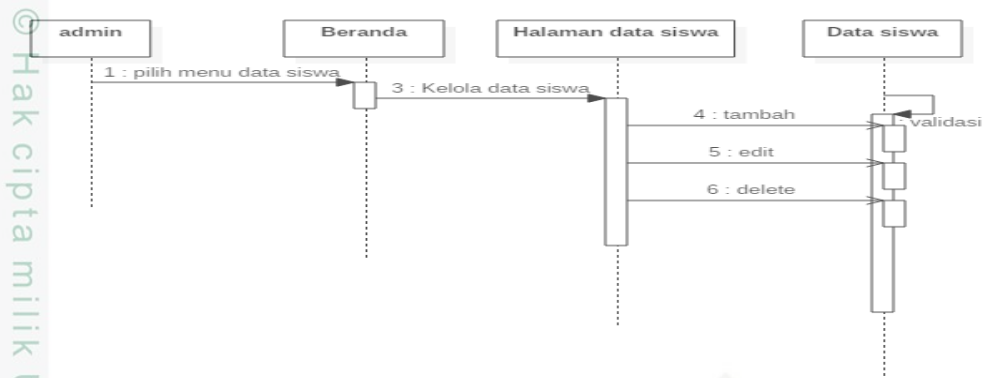 admin
Beranda
Halaman data siswa
Data siswa
1 : pilih menu data siswa
3 : Kelola data siswa
: validasi
4 : tambah
5 : edit
6 : delete
© Hak cipta milik